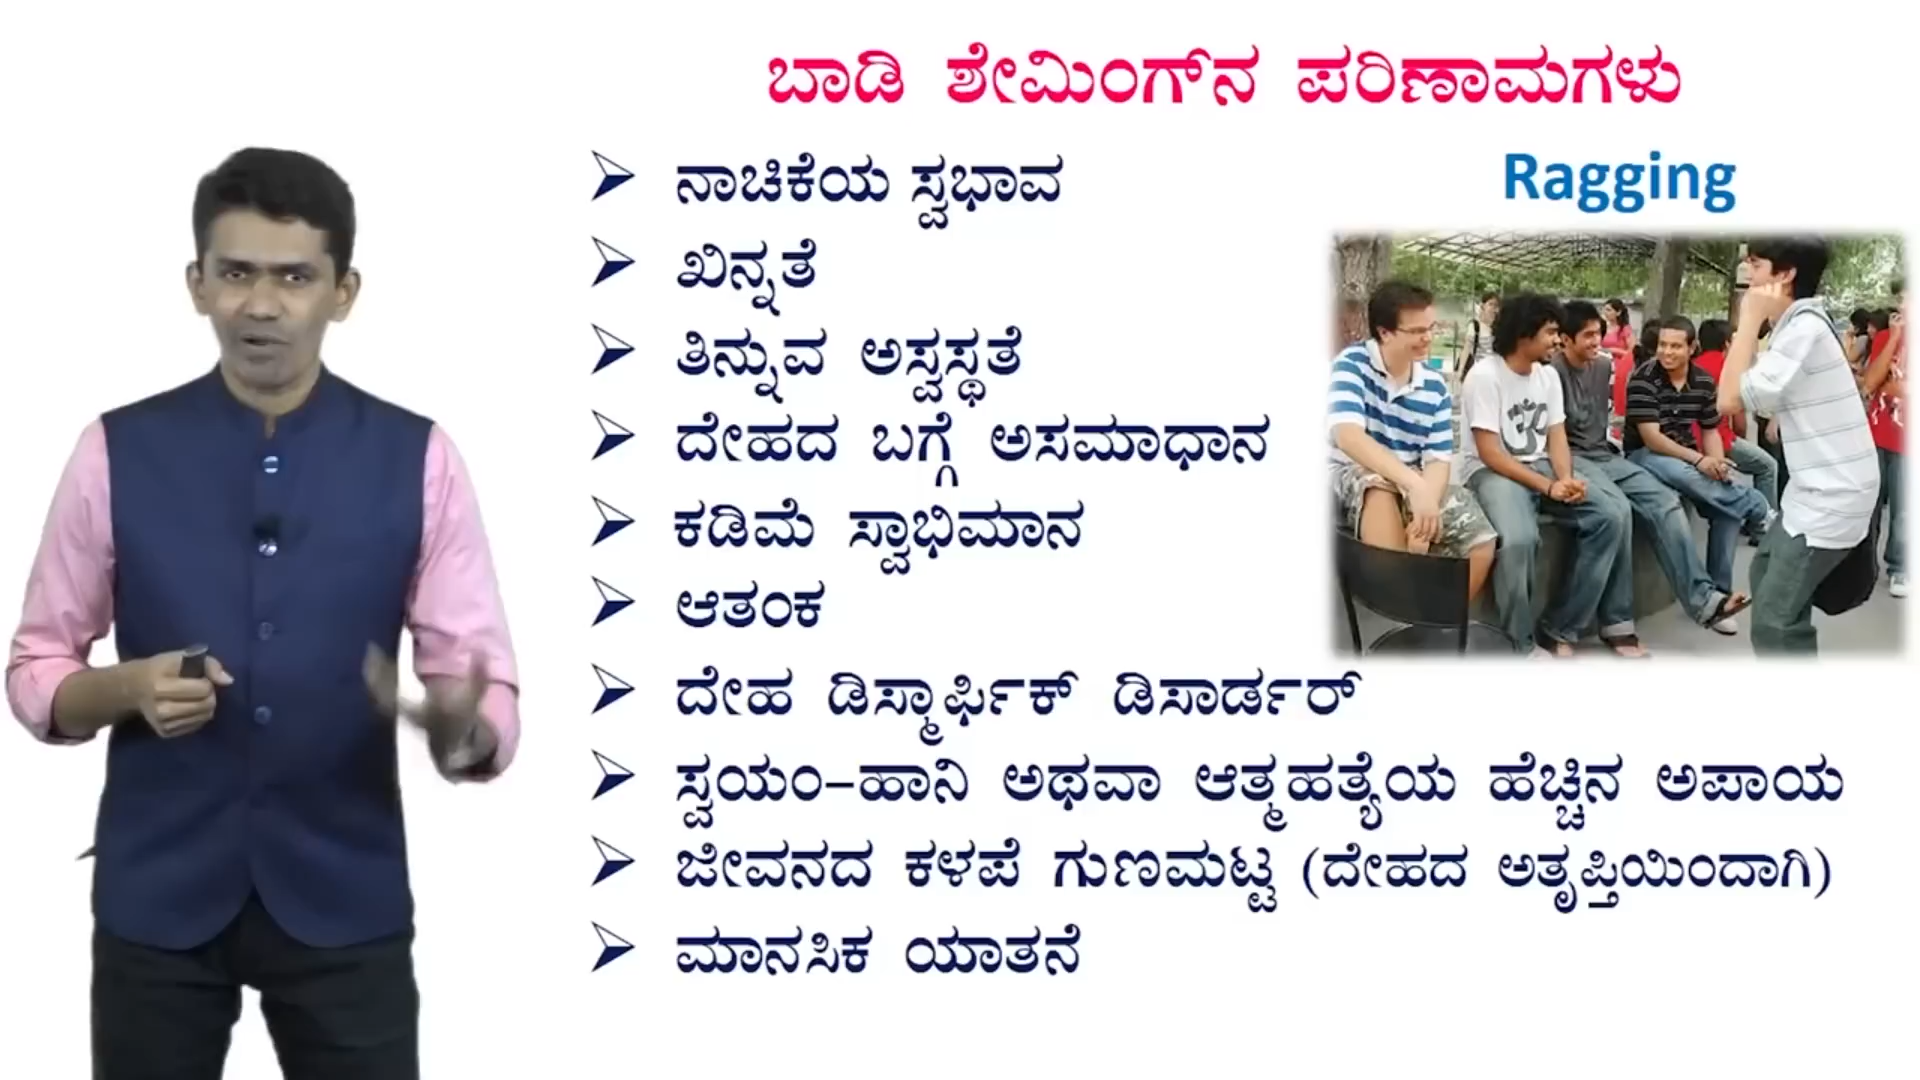 ಬಾಡಿ ಶೇಮಿಂಗ್‌ನ ಪರಿಣಾಮಗಳು
Ragging
ನಾಚಿಕೆಯ ಸ್ವಭಾವ
ಖಿನ್ನತೆ
ತಿನ್ನುವ ಅಸ್ವಸ್ಥತೆ
ದೇಹದ ಬಗ್ಗೆ ಅಸಮಾಧಾನ
ಕಡಿಮೆ ಸ್ವಾಭಿಮಾನ
ಆತಂಕ
ದೇಹ ಡಿಸ್ಮಾರ್ಫಿಕ್ ಡಿಸಾರ್ಡರ್
ಸ್ವಯಂ-ಹಾನಿ ಅಥವಾ ಆತ್ಮಹತ್ಯೆಯ ಹೆಚ್ಚಿನ ಅಪಾಯ
ಜೀವನದ ಕಳಪೆ ಗುಣಮಟ್ಟ (ದೇಹದ ಅತೃಪ್ತಿಯಿಂದಾಗಿ)
ಮಾನಸಿಕ ಯಾತನೆ